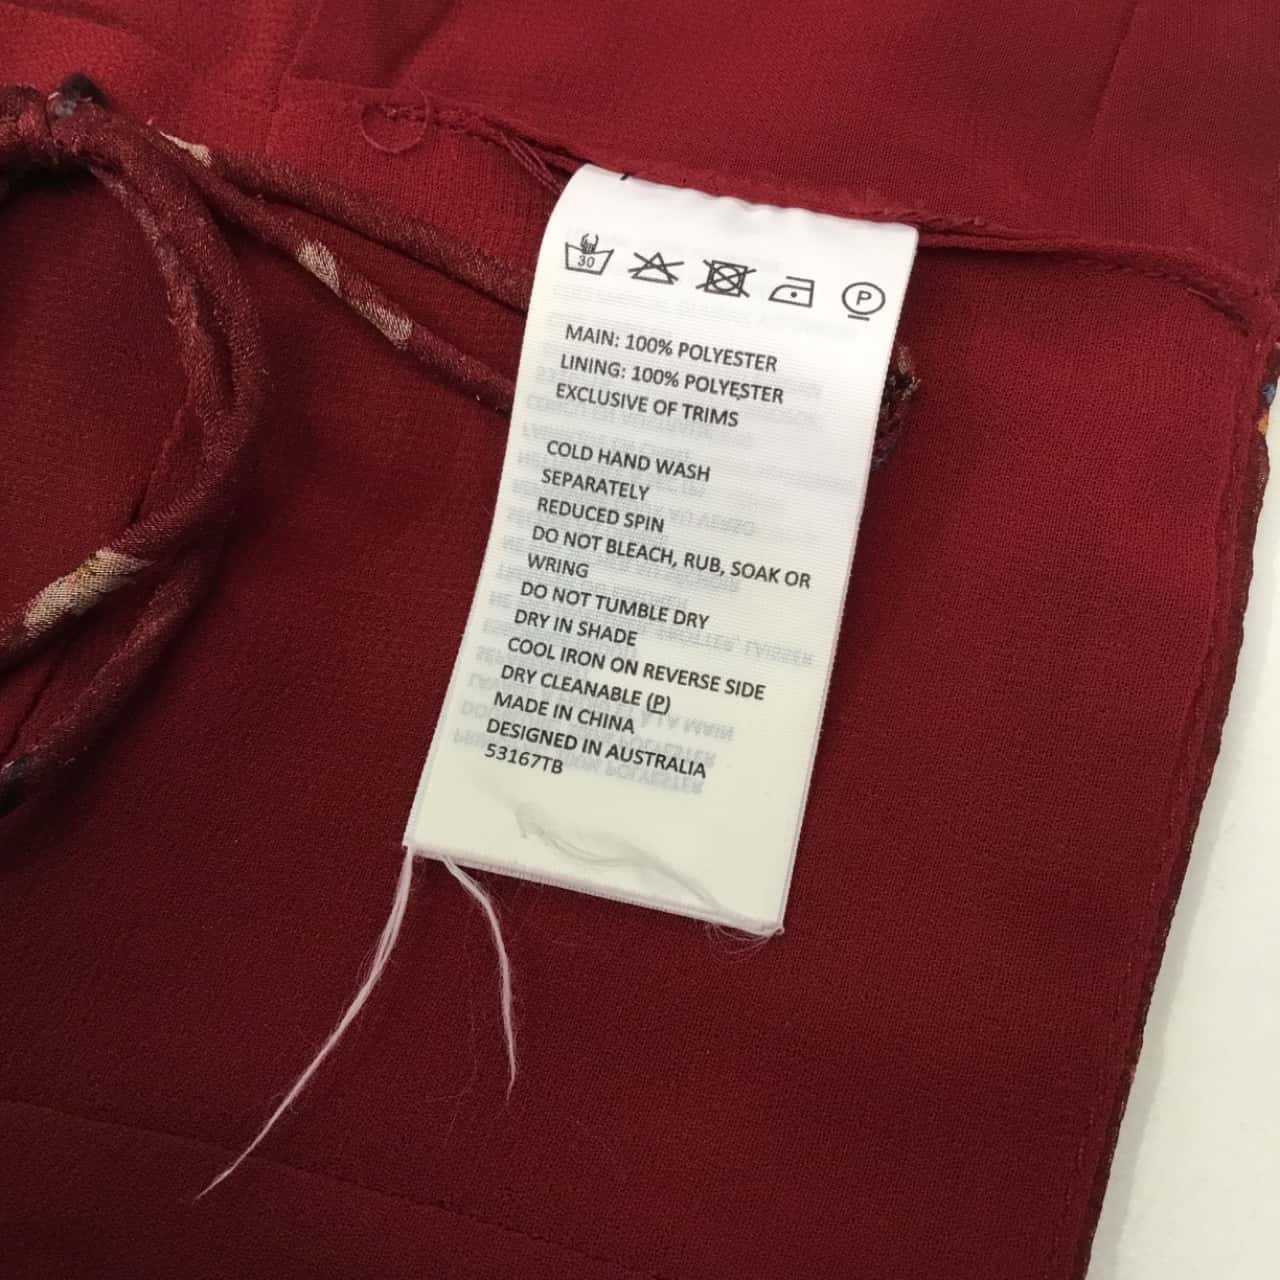 30 P
MAIN: 100% POLYESTER
LINING: 100% POLYESTER
EXCLUSIVE OF TRIMS
COLD HAND WASH
SEPARATELY
REDUCED SPIN
DO NOT BLEACH, RUB, SOAK OR
WRING
DO NOT TUMBLE DRY
DRY IN SHADE
COOL IRON ON REVERSE SIDE
DRY CLEANABLE (P)
MADE IN CHINA
DESIGNED IN AUSTRALIA
53167TB